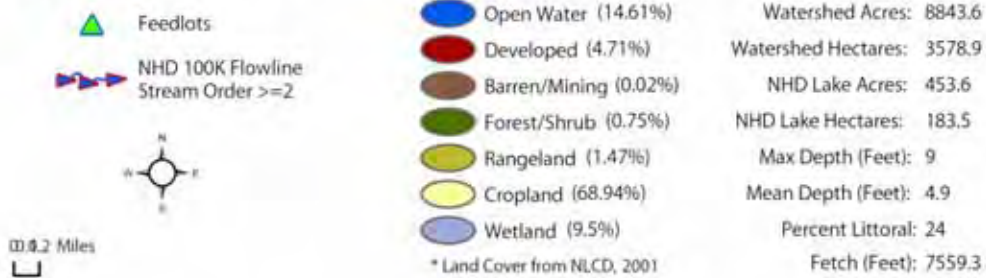 Feedlots
NHD 100K Flowline
Stream Order >=2
N
W
E
S
Miles
Open Water (14.61%)
Developed (4.71%)
Barren/Mining (0.02%)
Forest/Shrub (0.75%)
Rangeland (1.47%)
Cropland (68.94%)
Wetland (9.5%)
* Land Cover from NLCD, 2001
Watershed Acres: 8843.6
Watershed Hectares: 3578.9
NHD Lake Acres: 453.6
NHD Lake Hectares: 183.5
Max Depth (Feet): 9
Mean Depth (Feet): 4.9
Percent Littoral: 24
Fetch (Feet): 7559.3